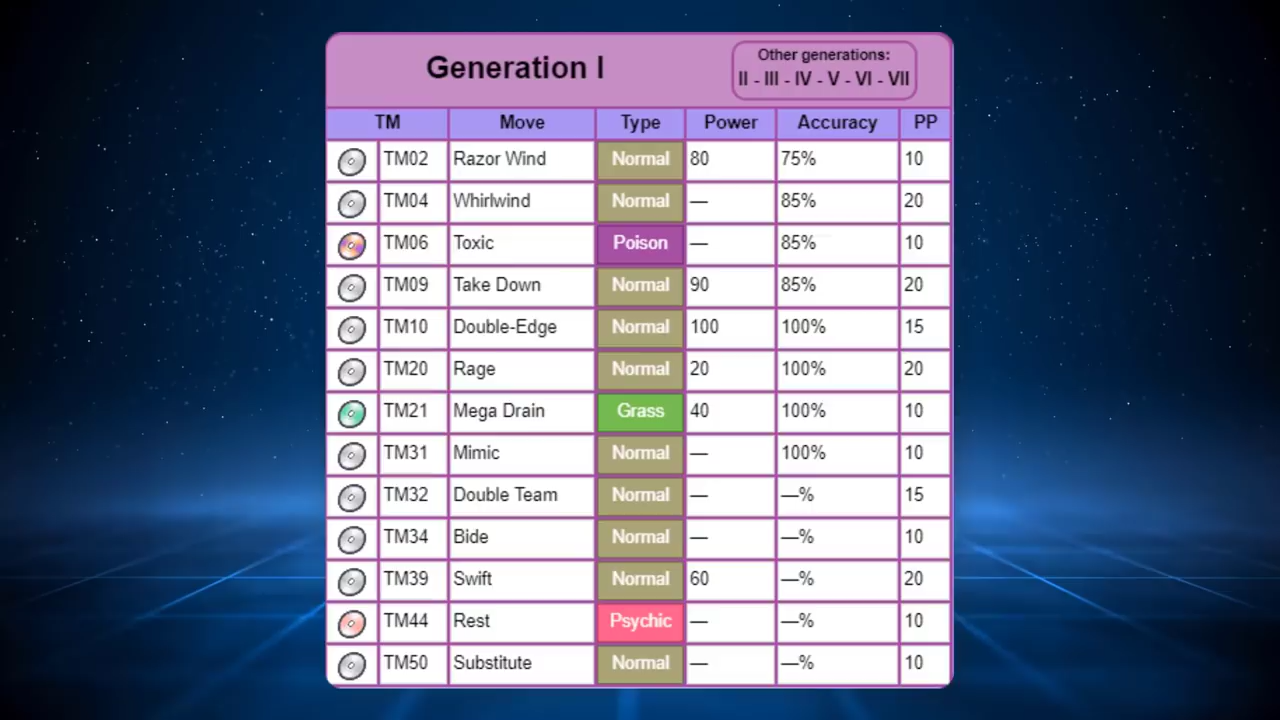 Generation I
Other generations:
II - III - IV - V - VI - VII
TM Move Type Power Accuracy PP
TM02 Razor Wind Normal 80 75% 10
TM04 Whirlwind Normal — 85% 20
TM06 Toxic Poison — 85% 10
TM09 Take Down Normal 90 85% 20
TM10 Double-Edge Normal 100 100% 15
TM20 Rage Normal 20 100% 20
TM21 Mega Drain Grass 40 100% 10
TM31 Mimic Normal — 100% 10
TM32 Double Team Normal — —% 15
TM34 Bide Normal — —% 10
TM39 Swift Normal 60 —% 20
TM44 Rest Psychic — —% 10
TM50 Substitute Normal — —% 10